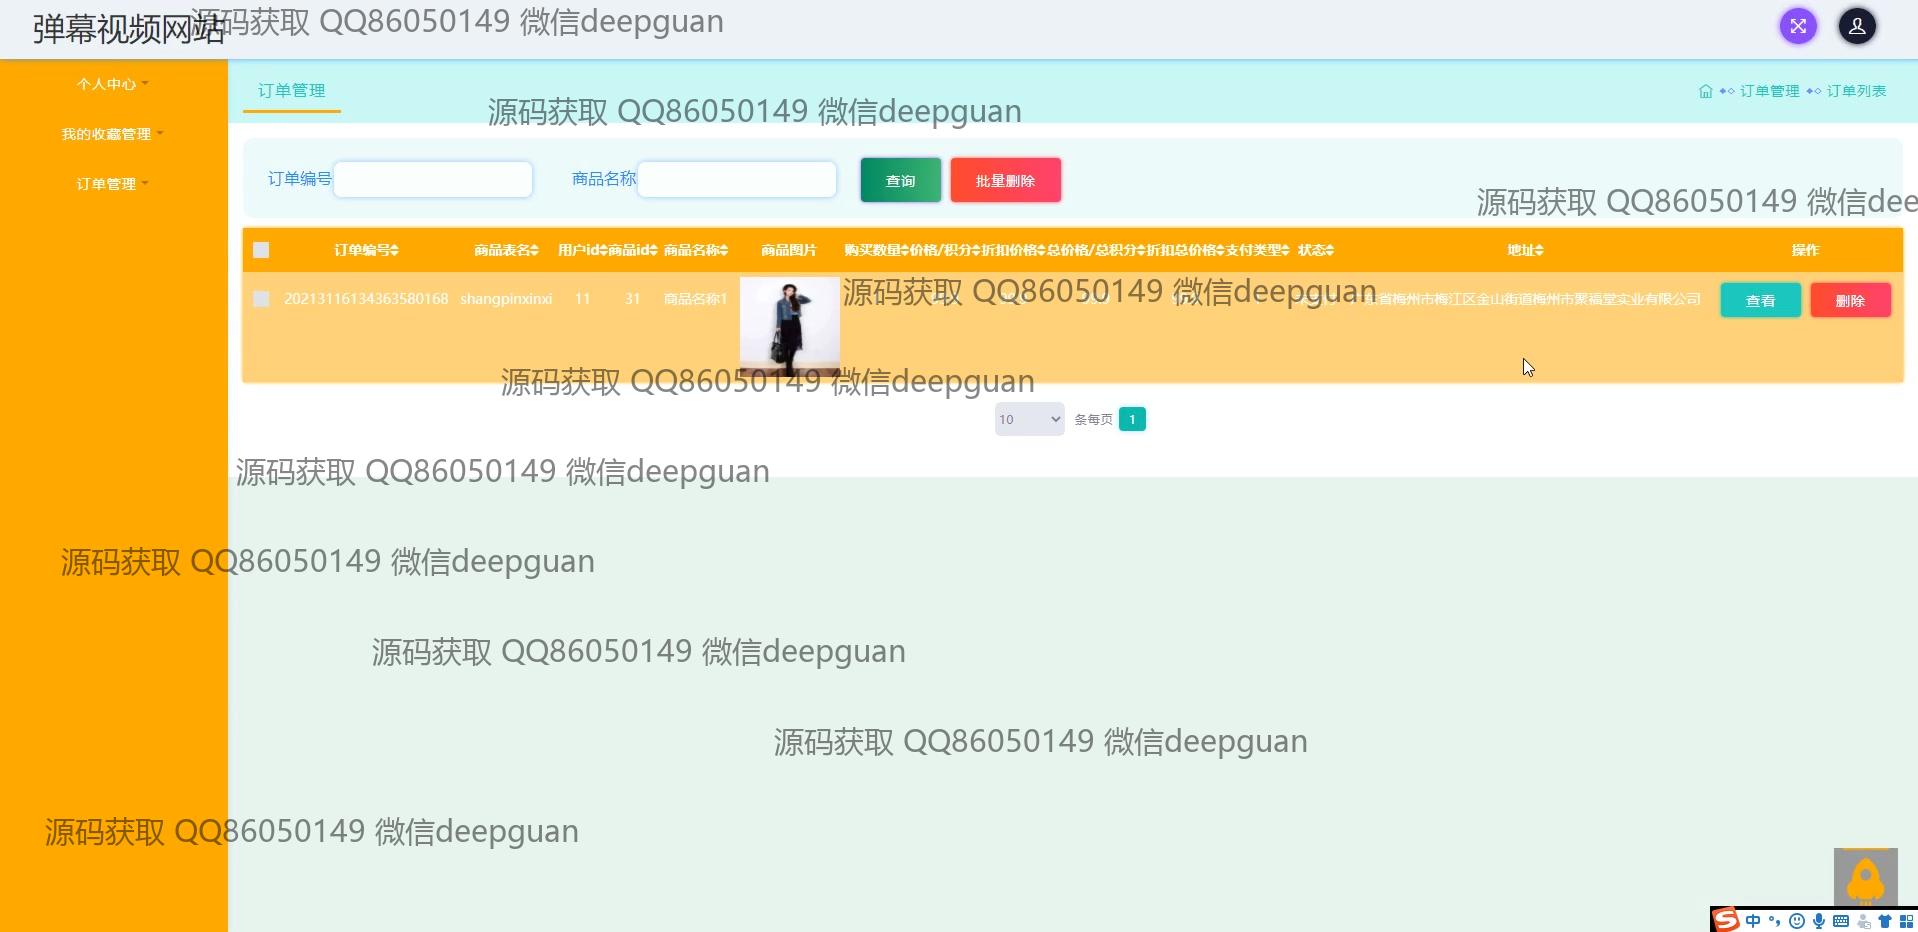 弹幕视频网站
源码获取 QQ86050149 微信deepguan
个人中心
我的收藏管理
订单管理
订单管理
订单管理 订单列表
源码获取 QQ86050149 微信deepguan
订单编号 商品名称 查询 批量删除
源码获取 QQ86050149 微信dee
订单编号 商品表名 用户id 商品id 商品名称 商品图片 购买数量 价格/积分 折扣价格 总价格/总积分 折扣总价格 支付类型 状态 地址 操作
20213116134363580168 shangpinxinxi 11 31 商品名称1 省梅州市梅江区金山街道梅州市聚福堂实业有限公司 查看 删除
源码获取 QQ86050149 微信deepguan
源码获取 QQ86050149 微信deepguan
10 条每页 1
源码获取 QQ86050149 微信deepguan
源码获取 QQ86050149 微信deepguan
源码获取 QQ86050149 微信deepguan
源码获取 QQ86050149 微信deepguan
源码获取 QQ86050149 微信deepguan
中